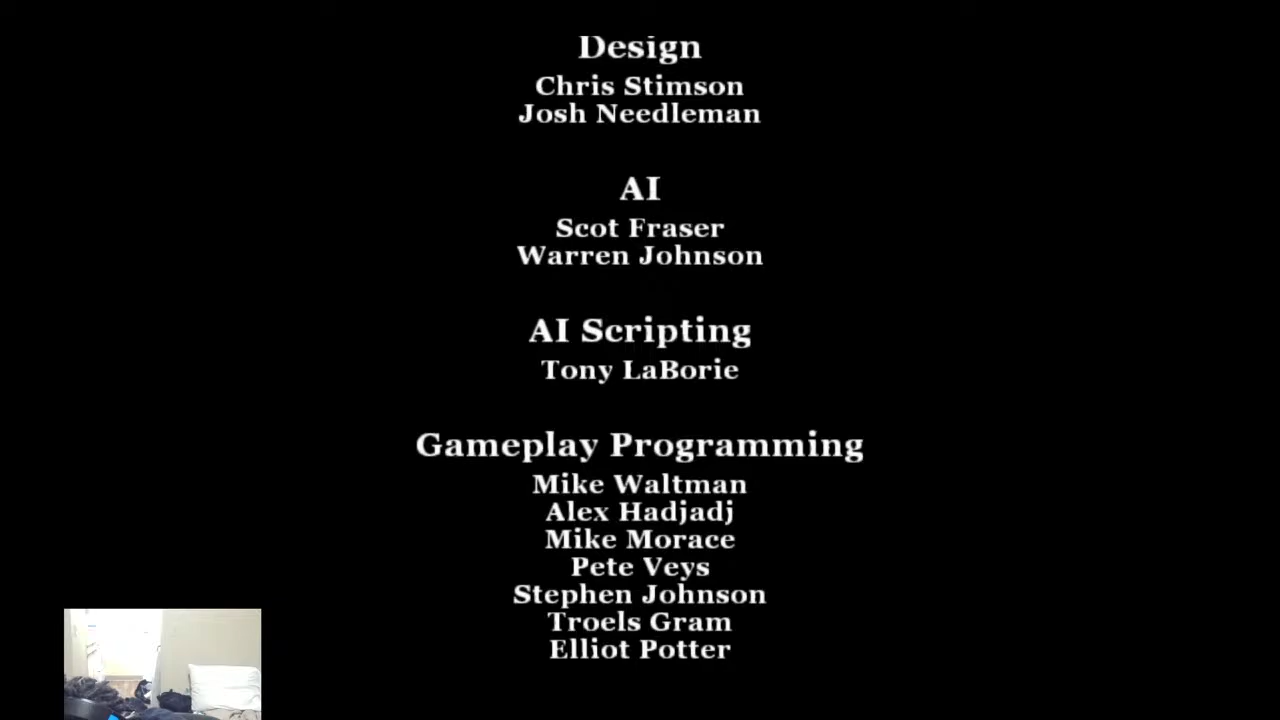 Design
Chris Stimson
Josh Needleman
AI
Scot Fraser
Warren Johnson
AI Scripting
Tony LaBorie
Gameplay Programming
Mike Waltman
Alex Hadjadj
Mike Morace
Pete Veys
Stephen Johnson
Troels Gram
Elliot Potter